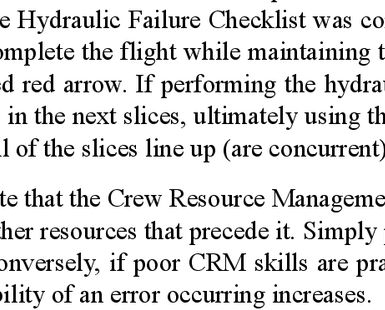 e Hydraulic Failure Checklist was co
omplete the flight while maintaining t
ed red arrow. If performing the hydrau
in the next slices, ultimately using th
ll of the slices line up (are concurrent)
te that the Crew Resource Manageme
ther resources that precede it. Simply p
onversely, if poor CRM skills are pra
bility of an error occurring increases.